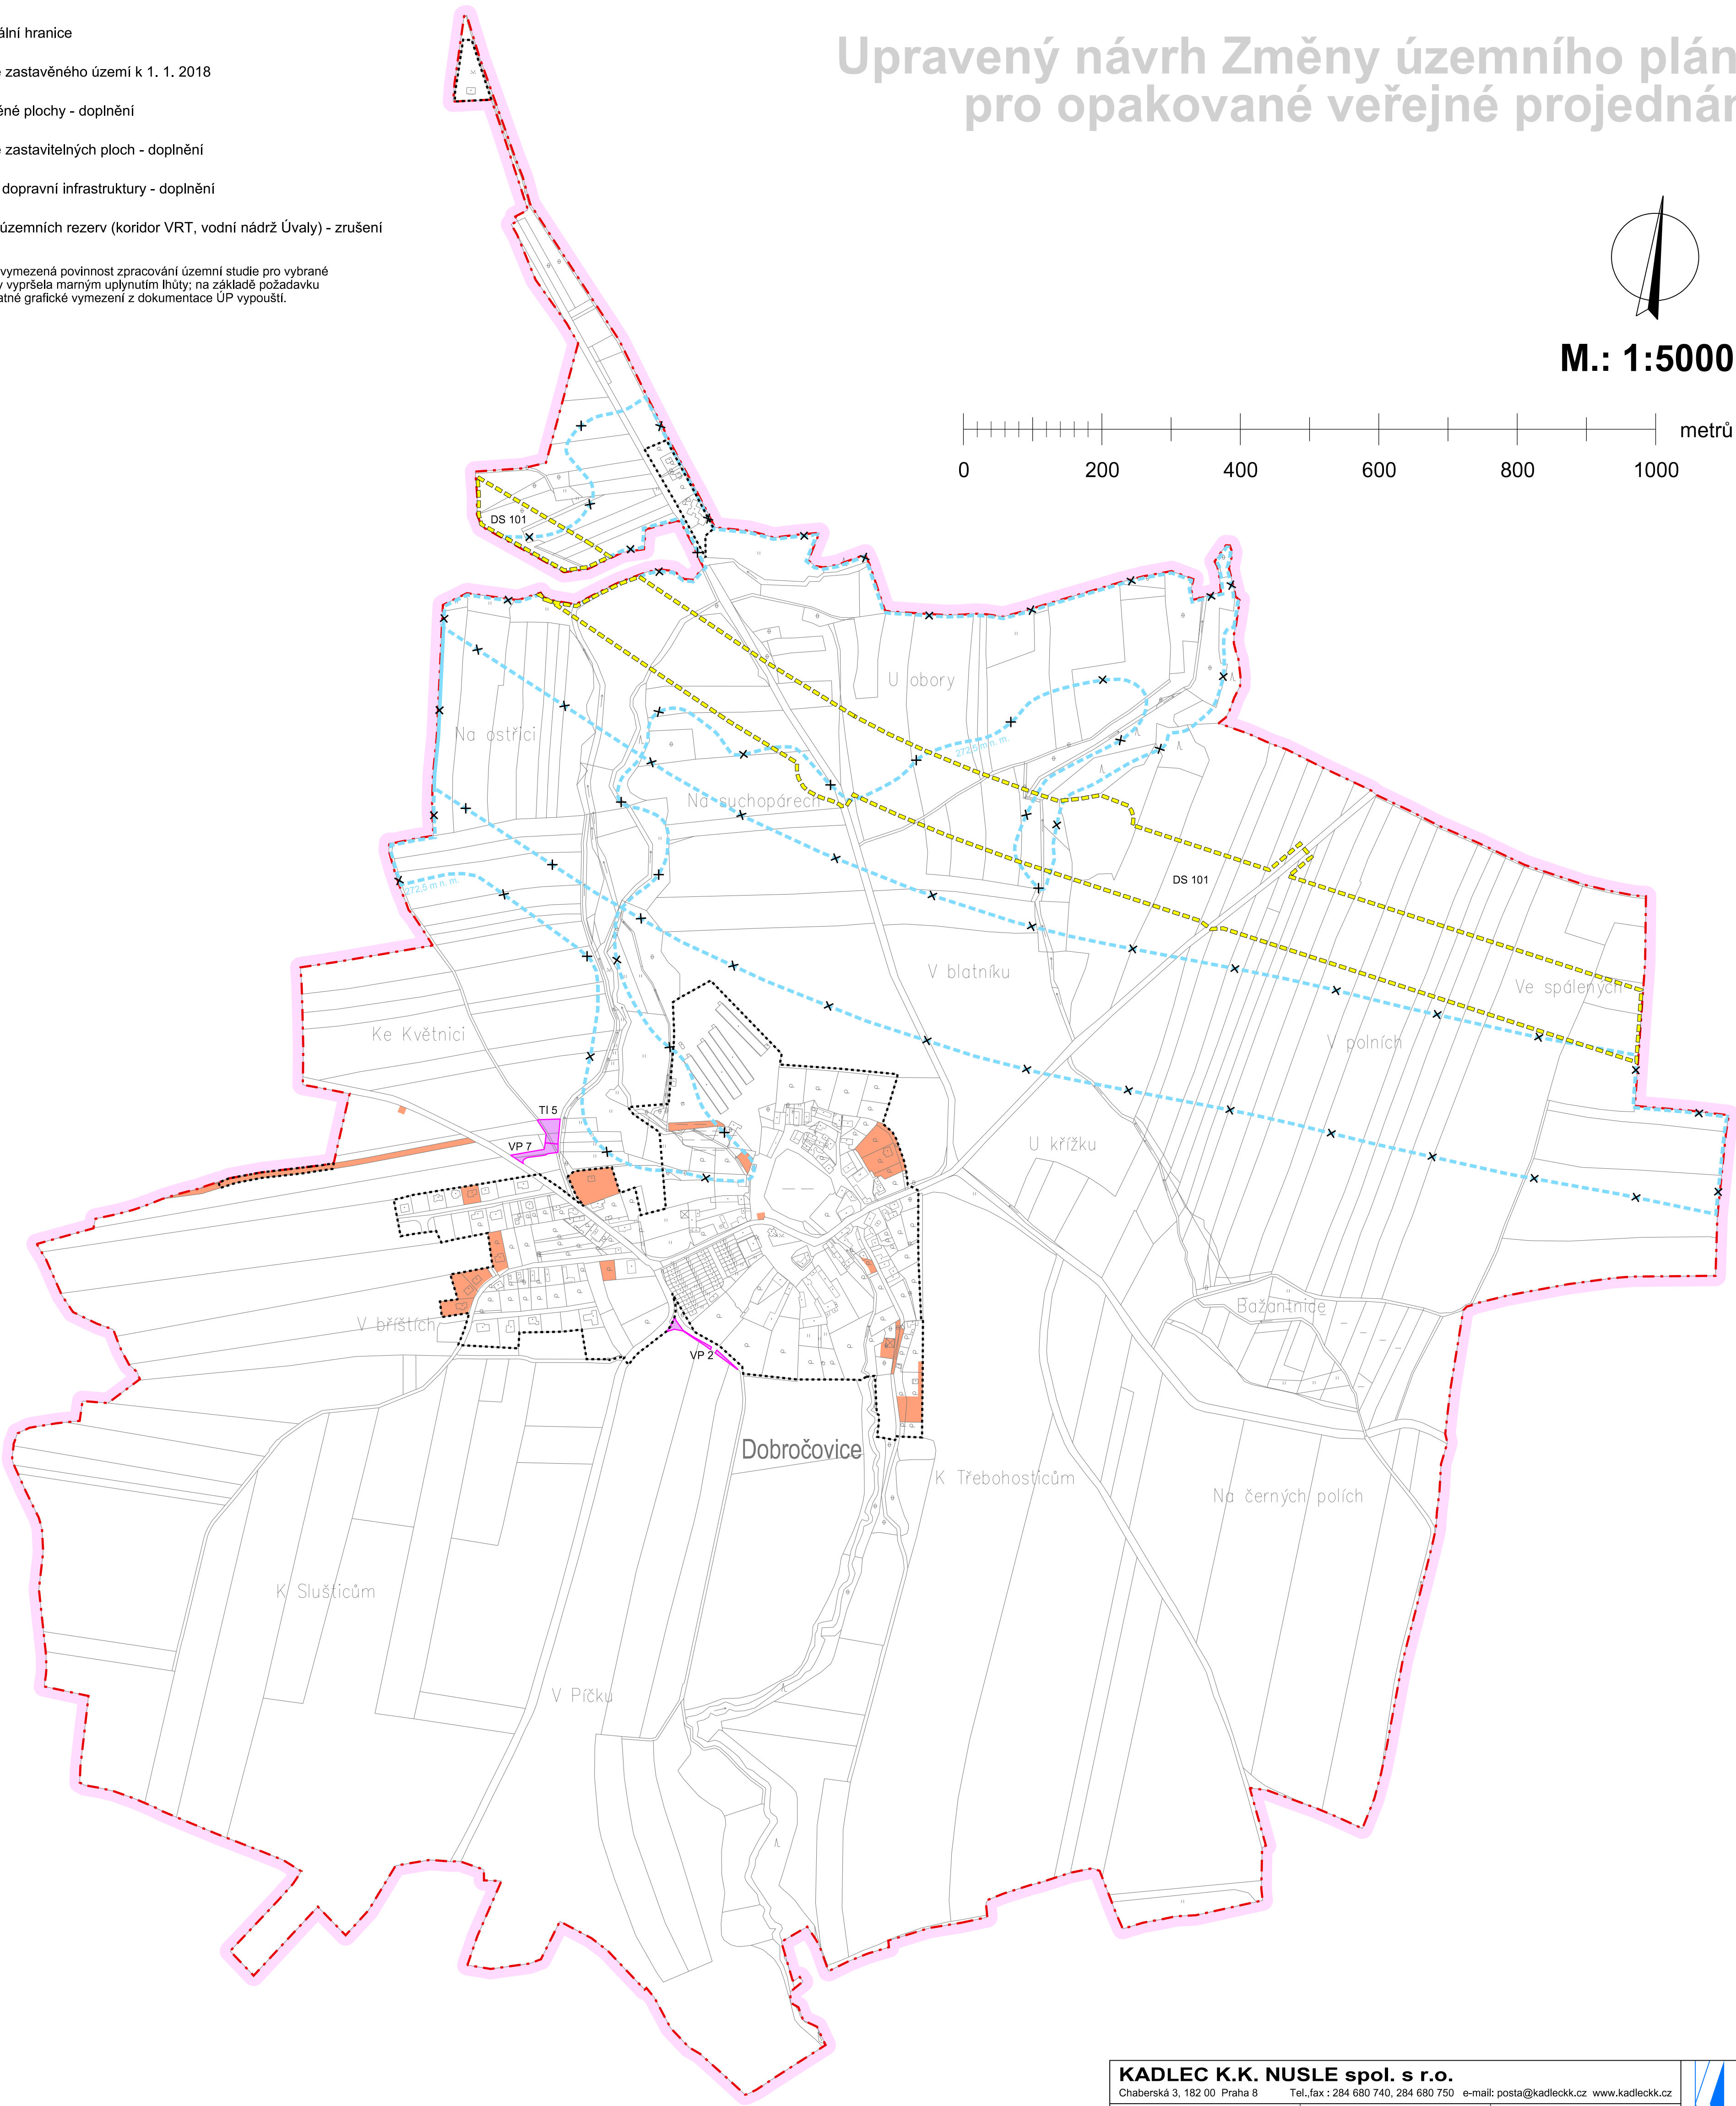 ální hranice
zastavěného území k 1. 1. 2018
ěné plochy - doplnění
zastavitelných ploch - doplnění
dopravní infrastruktury - doplnění
územních rezerv (koridor VRT, vodní nádrž Úvaly) - zrušení
vymezená povinnost zpracování územní studie pro vybrané
y vypršela marným uplynutím lhůty; na základě požadavku
atné grafické vymezení z dokumentace ÚP vypouští.
Upravený návrh Změny územního plán
pro opakované veřejné projednán
M.: 1:5000
metrů
0 200 400 600 800 1000
DS 101
U obory
Na ostřici
272,5 m n. m.
Na suchopárech
272,5 m n. m.
DS 101
V blatníku
Ve spálených
Ke Květnici
V polních
TI 5
VP 7
U křížku
Bažantnice
V bříštích
VP 2
Dobročovice
K Třebohosticům
Na černých polích
K Slušticům
V Píčku
KADLEC K.K. NUSLE spol. s r.o.
Chaberská 3, 182 00 Praha 8 Tel.,fax : 284 680 740, 284 680 750 e-mail: posta@kadleckk.cz www.kadleckk.cz